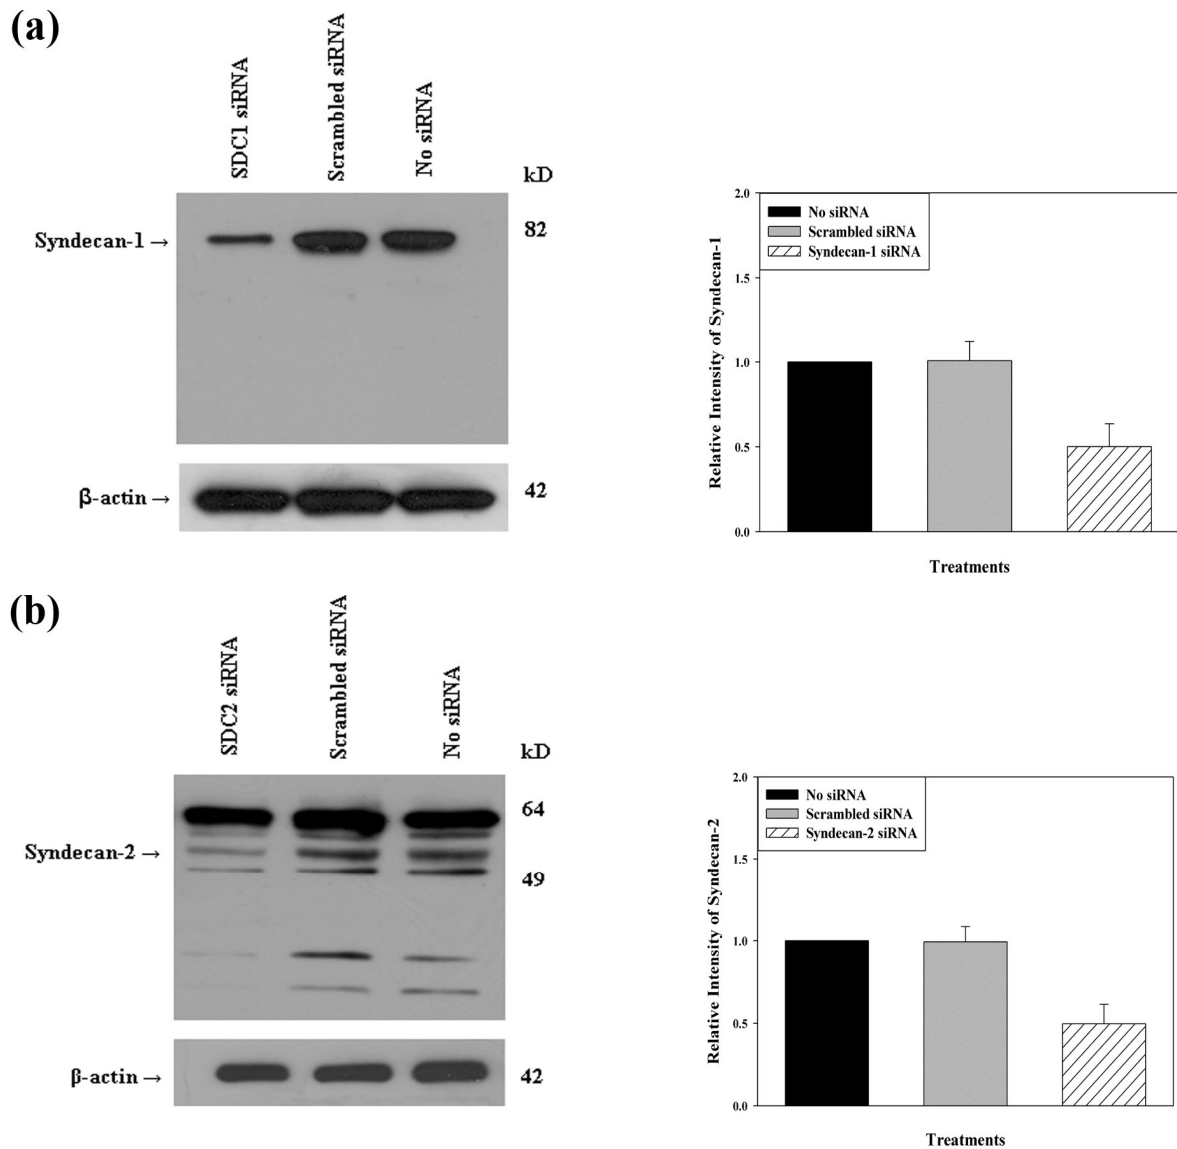 (a)
SDC1 siRNA
Scrambled siRNA
No siRNA
kD
Syndecan-1 →
82
β-actin →
42
2.0
1.5
1.0
0.5
0.0
Relative Intensity of Syndecan-1
No siRNA
Scrambled siRNA
Syndecan-1 siRNA
Treatments
(b)
SDC2 siRNA
Scrambled siRNA
No siRNA
kD
64
Syndecan-2 →
49
β-actin →
42
2.0
1.5
1.0
0.5
0.0
Relative Intensity of Syndecan-2
No siRNA
Scrambled siRNA
Syndecan-2 siRNA
Treatments